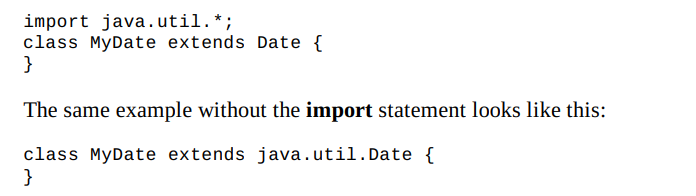 import java.util.*;
class MyDate extends Date {
}
The same example without the import statement looks like this:
class MyDate extends java.util.Date {
}